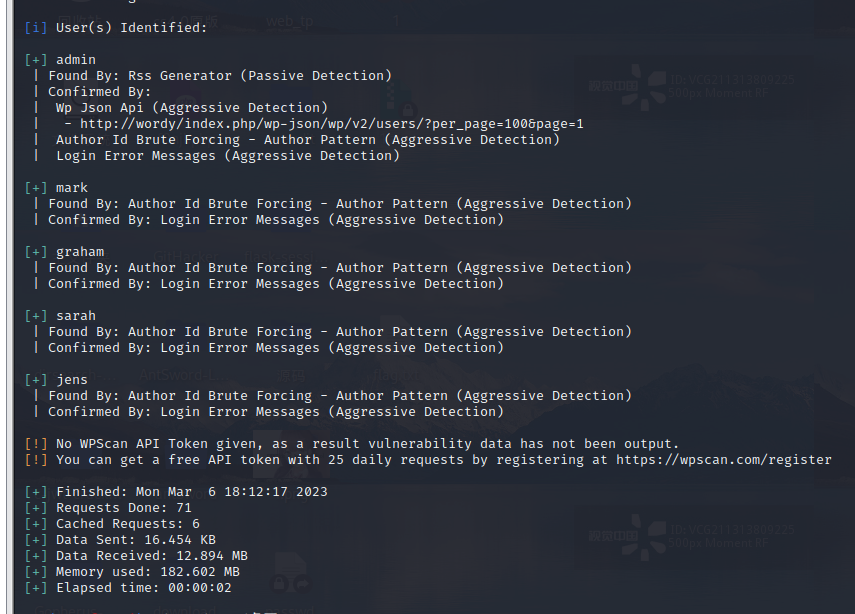 [i] User(s) Identified:
[+] admin
| Found By: Rss Generator (Passive Detection)
| Confirmed By:
|  Wp Json Api (Aggressive Detection)
|   - http://wordy/index.php/wp-json/wp/v2/users/?per_page=100&page=1
|  Author Id Brute Forcing - Author Pattern (Aggressive Detection)
|  Login Error Messages (Aggressive Detection)
[+] mark
| Found By: Author Id Brute Forcing - Author Pattern (Aggressive Detection)
| Confirmed By: Login Error Messages (Aggressive Detection)
[+] graham
| Found By: Author Id Brute Forcing - Author Pattern (Aggressive Detection)
| Confirmed By: Login Error Messages (Aggressive Detection)
[+] sarah
| Found By: Author Id Brute Forcing - Author Pattern (Aggressive Detection)
| Confirmed By: Login Error Messages (Aggressive Detection)
[+] jens
| Found By: Author Id Brute Forcing - Author Pattern (Aggressive Detection)
| Confirmed By: Login Error Messages (Aggressive Detection)
[!] No WPScan API Token given, as a result vulnerability data has not been output.
[!] You can get a free API token with 25 daily requests by registering at https://wpscan.com/register
[+] Finished: Mon Mar  6 18:12:17 2023
[+] Requests Done: 71
[+] Cached Requests: 6
[+] Data Sent: 16.454 KB
[+] Data Received: 12.894 MB
[+] Memory used: 182.602 MB
[+] Elapsed time: 00:00:02